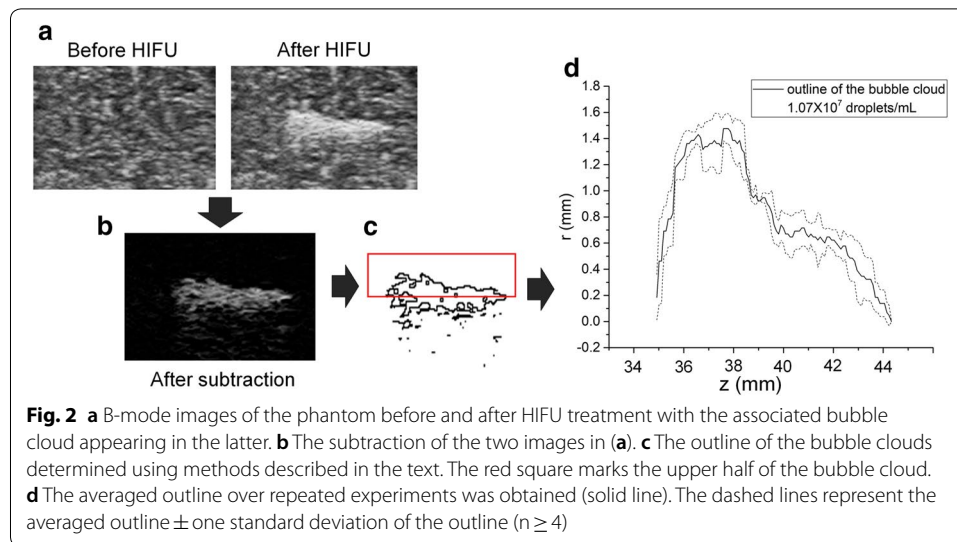 a
Before HIFU After HIFU
b
After subtraction
c
d
outline of the bubble cloud
1.07X10⁷ droplets/mL
r (mm)
1.8
1.6
1.4
1.2
1.0
0.8
0.6
0.4
0.2
0.0
-0.2
34 36 38 40 42 44
z (mm)
Fig. 2 a B-mode images of the phantom before and after HIFU treatment with the associated bubble
cloud appearing in the latter. b The subtraction of the two images in (a). c The outline of the bubble clouds
determined using methods described in the text. The red square marks the upper half of the bubble cloud.
d The averaged outline over repeated experiments was obtained (solid line). The dashed lines represent the
averaged outline ± one standard deviation of the outline (n ≥ 4)